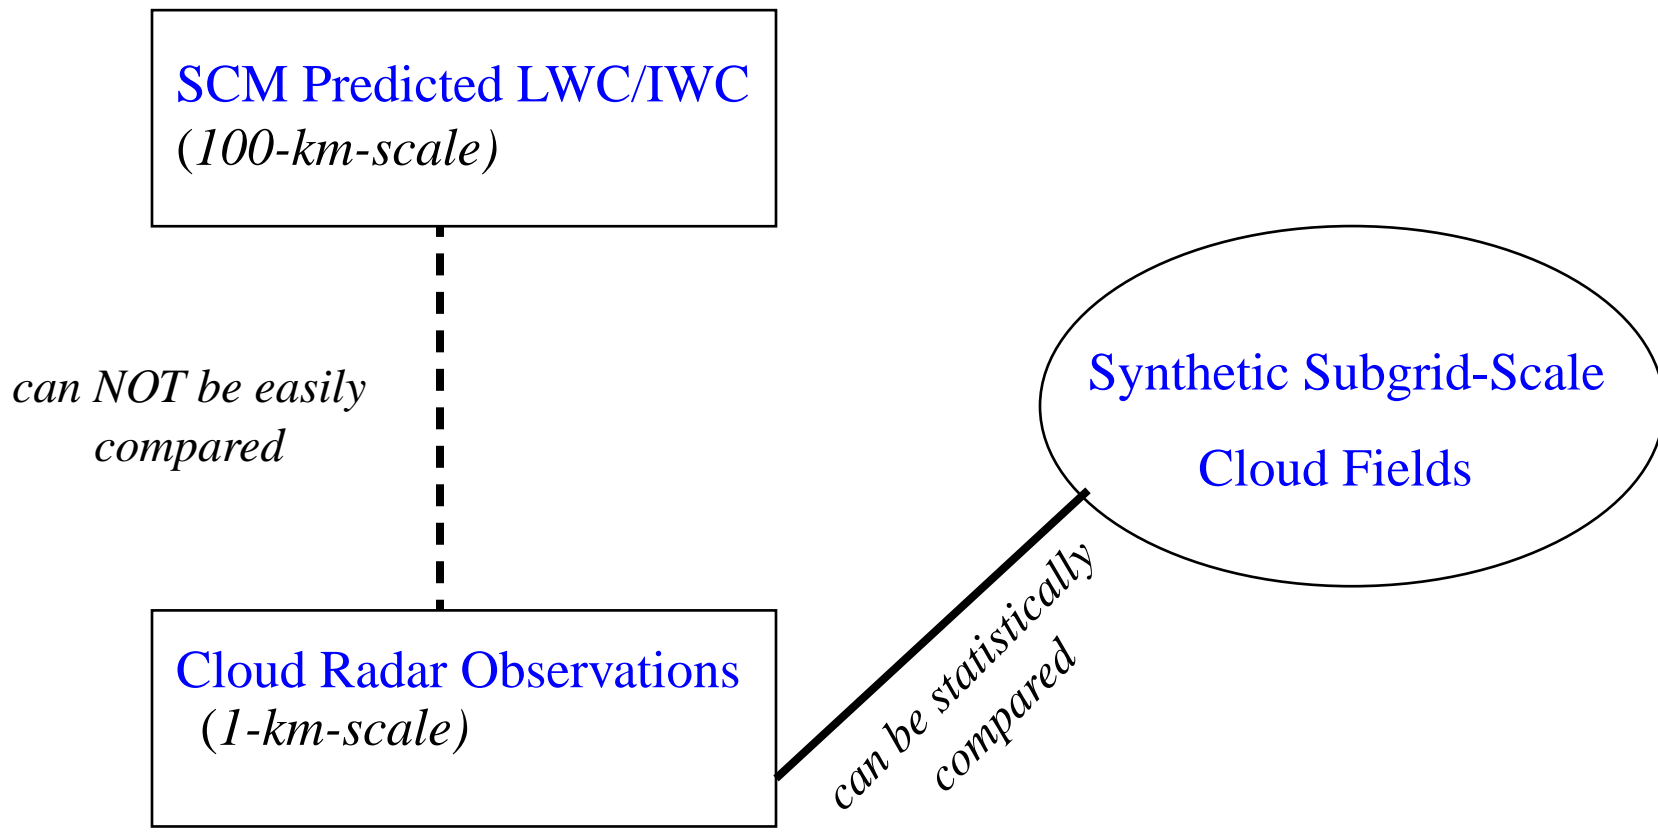 SCM Predicted LWC/IWC
(100-km-scale)
can NOT be easily
compared
Synthetic Subgrid-Scale
Cloud Fields
Cloud Radar Observations
(1-km-scale)
can be statistically
compared